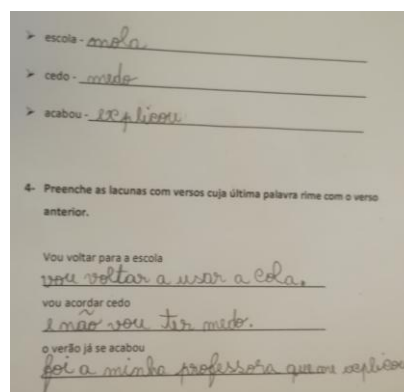 ➢ escola - mola
➢ cedo - medo
➢ acabou - explicou
4- Preenche as lacunas com versos cuja última palavra rime com o verso
anterior.
Vou voltar para a escola
vou voltar a usar a cola.
vou acordar cedo
e não vou ter medo.
o verão já se acabou
foi a minha professora que me explicou